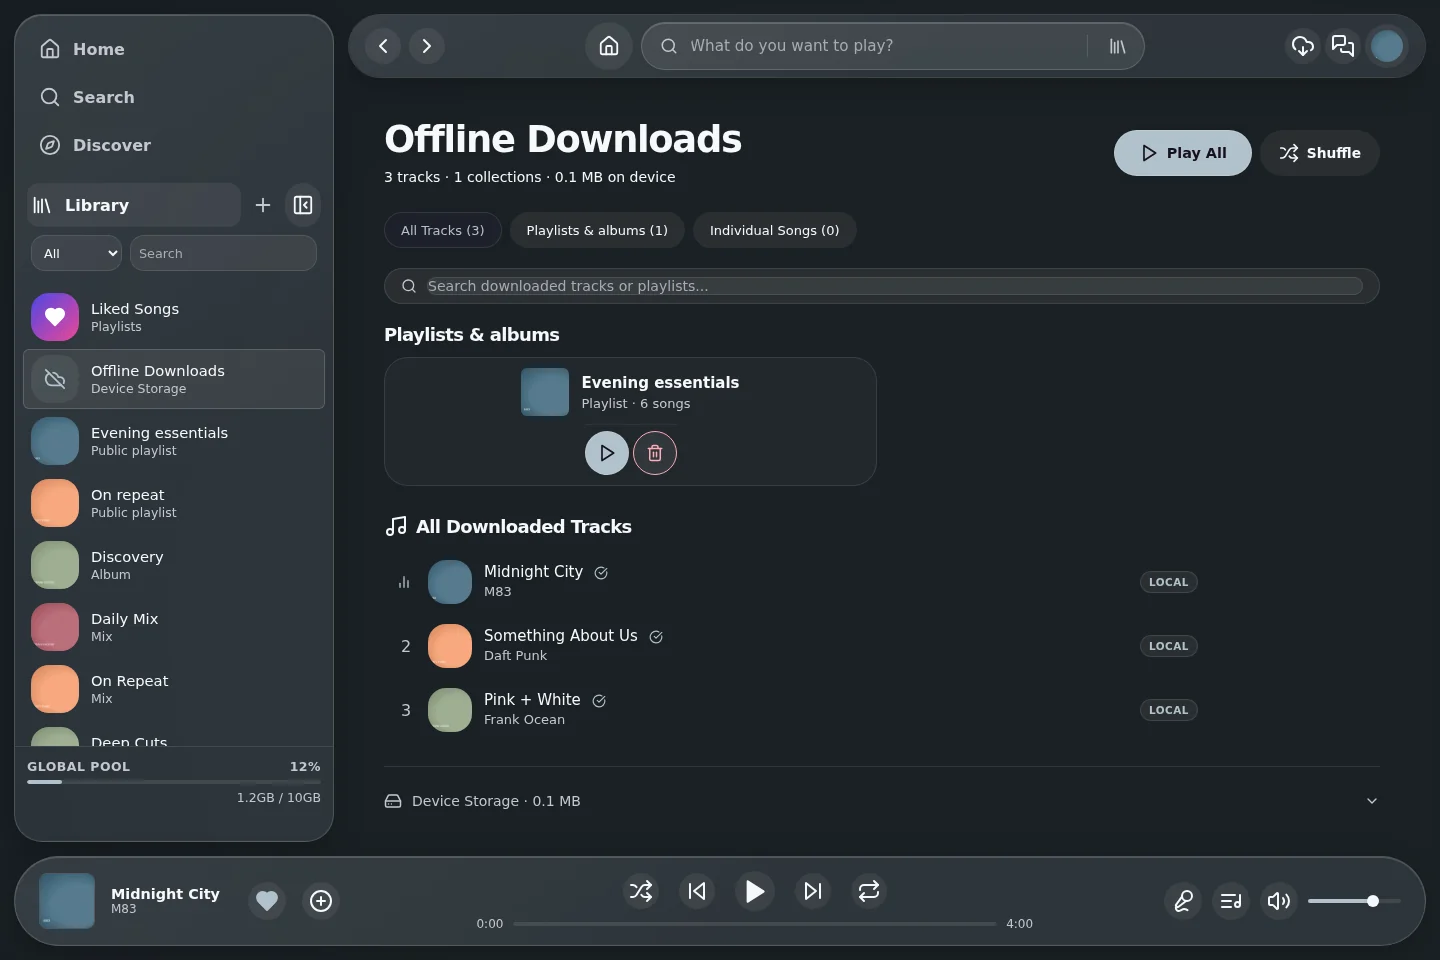 Home
Search
Discover
Library
All
Search
Liked Songs
Playlists
Offline Downloads
Device Storage
Evening essentials
Public playlist
On repeat
Public playlist
Discovery
Album
Daily Mix
Mix
On Repeat
Mix
Deep Cuts
GLOBAL POOL 12%
1.2GB / 10GB
What do you want to play?
Offline Downloads
3 tracks · 1 collections · 0.1 MB on device
Play All
Shuffle
All Tracks (3)
Playlists & albums (1)
Individual Songs (0)
Search downloaded tracks or playlists...
Playlists & albums
Evening essentials
Playlist · 6 songs
All Downloaded Tracks
Midnight City
M83
LOCAL
2
Something About Us
Daft Punk
LOCAL
3
Pink + White
Frank Ocean
LOCAL
Device Storage · 0.1 MB
Midnight City
M83
0:00
4:00